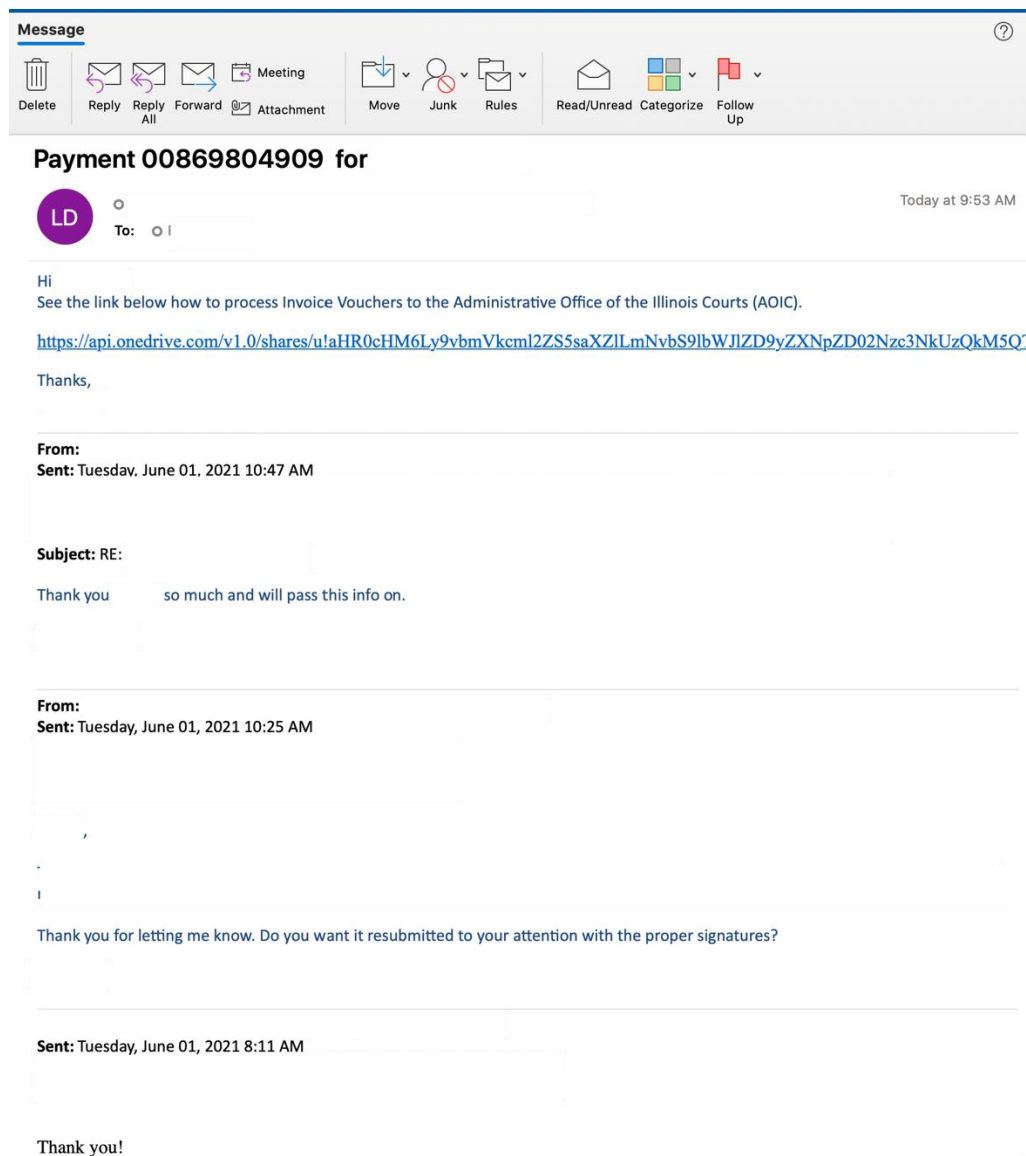 Message
Delete
Reply
Reply All
Forward
Meeting
Attachment
Move
Junk
Rules
Read/Unread
Categorize
Follow Up
Payment 00869804909 for
LD
Today at 9:53 AM
To:
Hi
See the link below how to process Invoice Vouchers to the Administrative Office of the Illinois Courts (AOIC).
https://api.onedrive.com/v1.0/shares/u!aHR0cHM6Ly9vbmVkcml2ZS5saXZlLmNvbS9lbWJlZD9yZXNpZD02Nzc3NkUzQkM5QT
Thanks,
From:
Sent: Tuesday, June 01, 2021 10:47 AM
Subject: RE:
Thank you so much and will pass this info on.
From:
Sent: Tuesday, June 01, 2021 10:25 AM
,
Thank you for letting me know. Do you want it resubmitted to your attention with the proper signatures?
Sent: Tuesday, June 01, 2021 8:11 AM
Thank you!